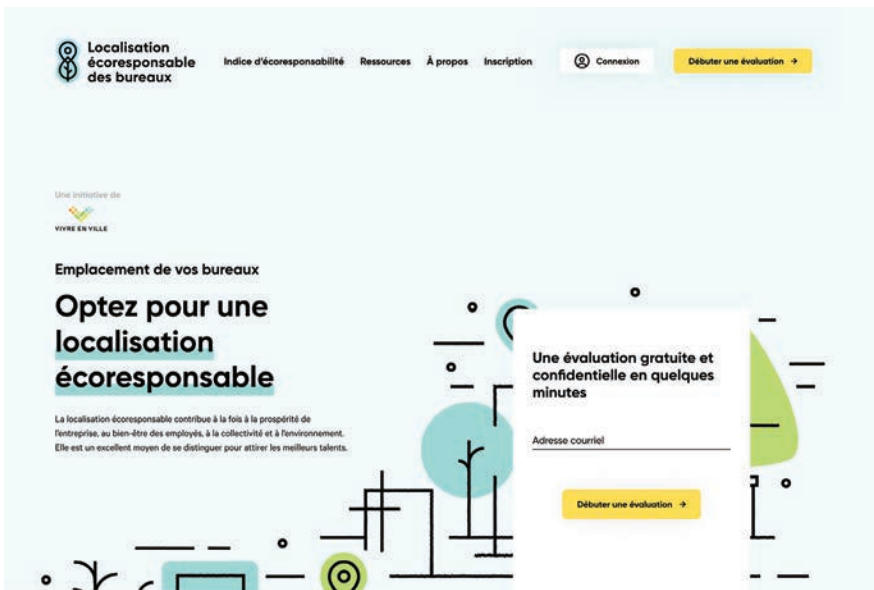 Localisation
écoresponsable
des bureaux
Indice d'écoresponsabilité Ressources À propos Inscription Connexion Débuter une évaluation →
Une initiative de
VIVRE EN VILLE
Emplacement de vos bureaux
Optez pour une
localisation
écoresponsable
La localisation écoresponsable contribue à la fois à la prospérité de
l'entreprise, au bien-être des employés, à la collectivité et à l'environnement.
Elle est un excellent moyen de se distinguer pour attirer les meilleurs talents.
Une évaluation gratuite et
confidentielle en quelques
minutes
Adresse courriel
Débuter une évaluation →